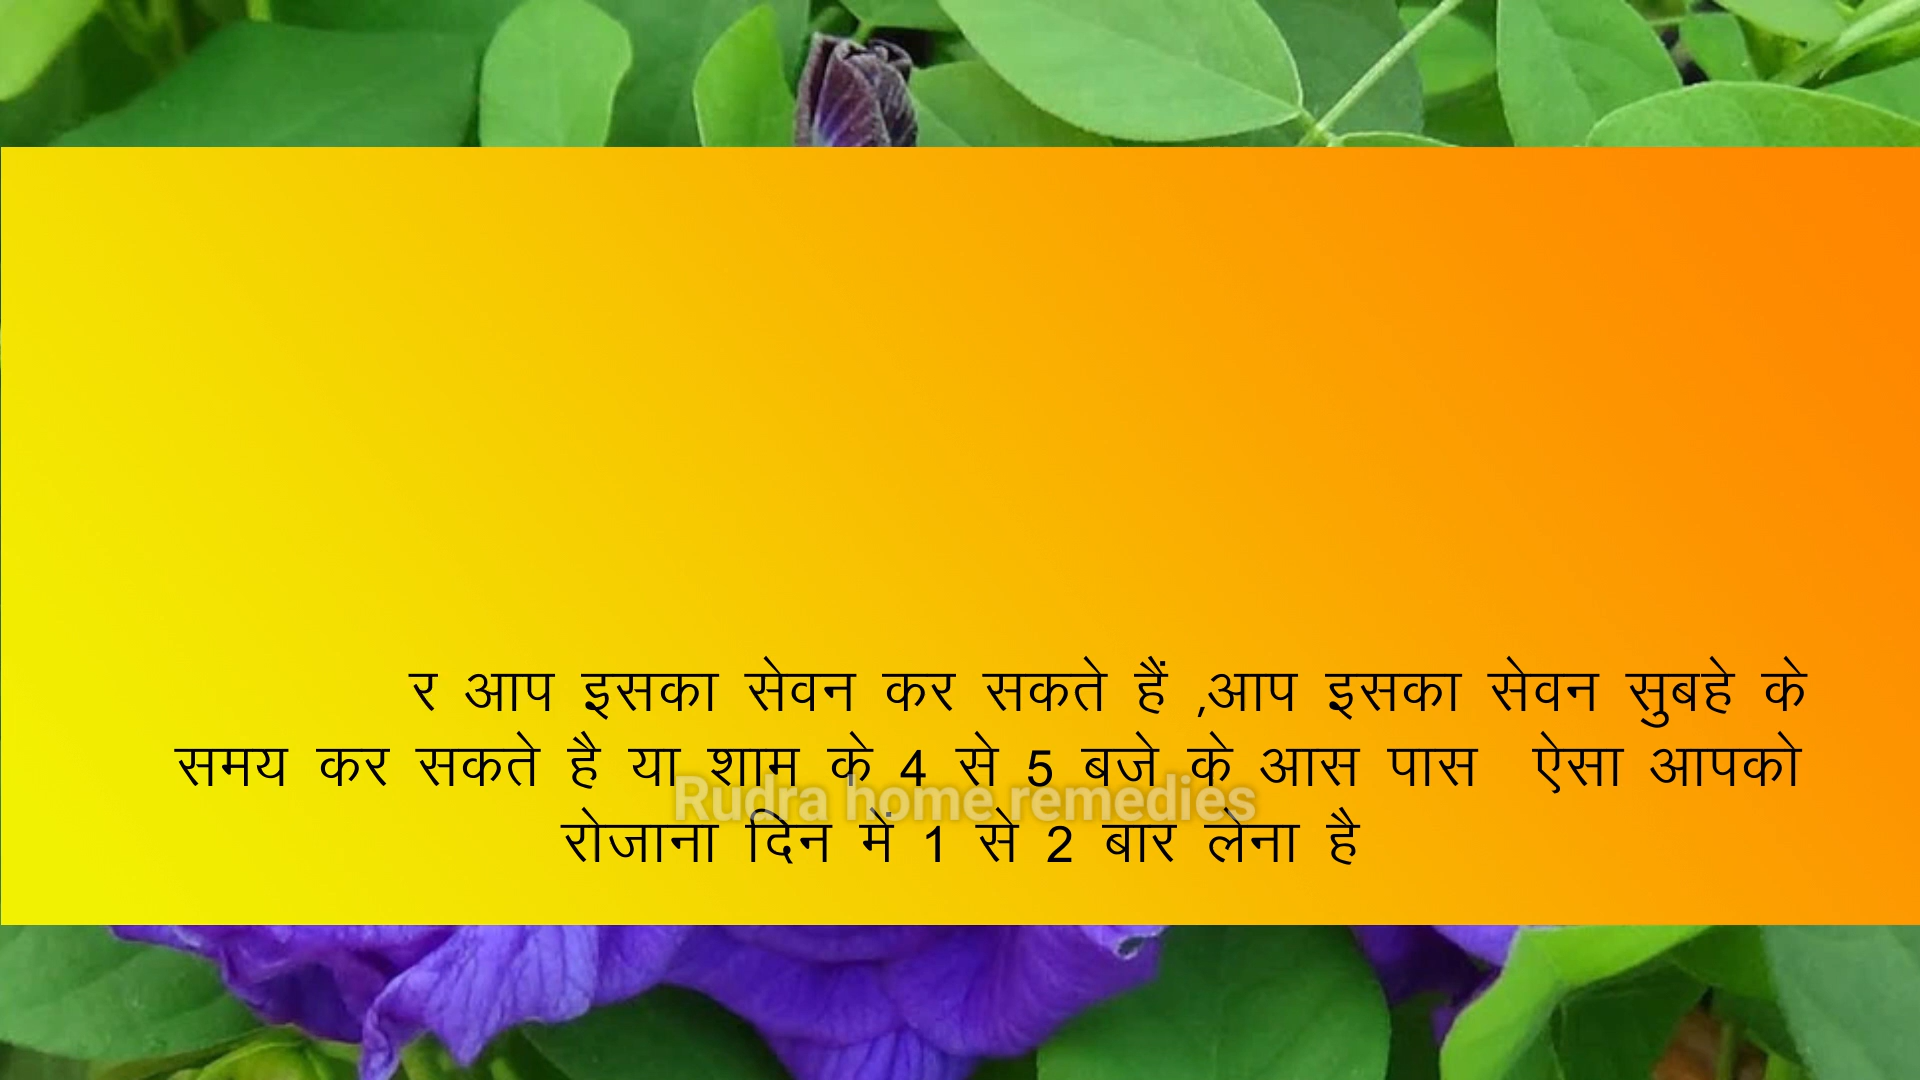 र आप इसका सेवन कर सकते हैं ,आप इसका सेवन सुबहे के
समय कर सकते है या शाम के 4 से 5 बजे के आस पास ऐसा आपको
Rudra home remedies
रोजाना दिन में 1 से 2 बार लेना है